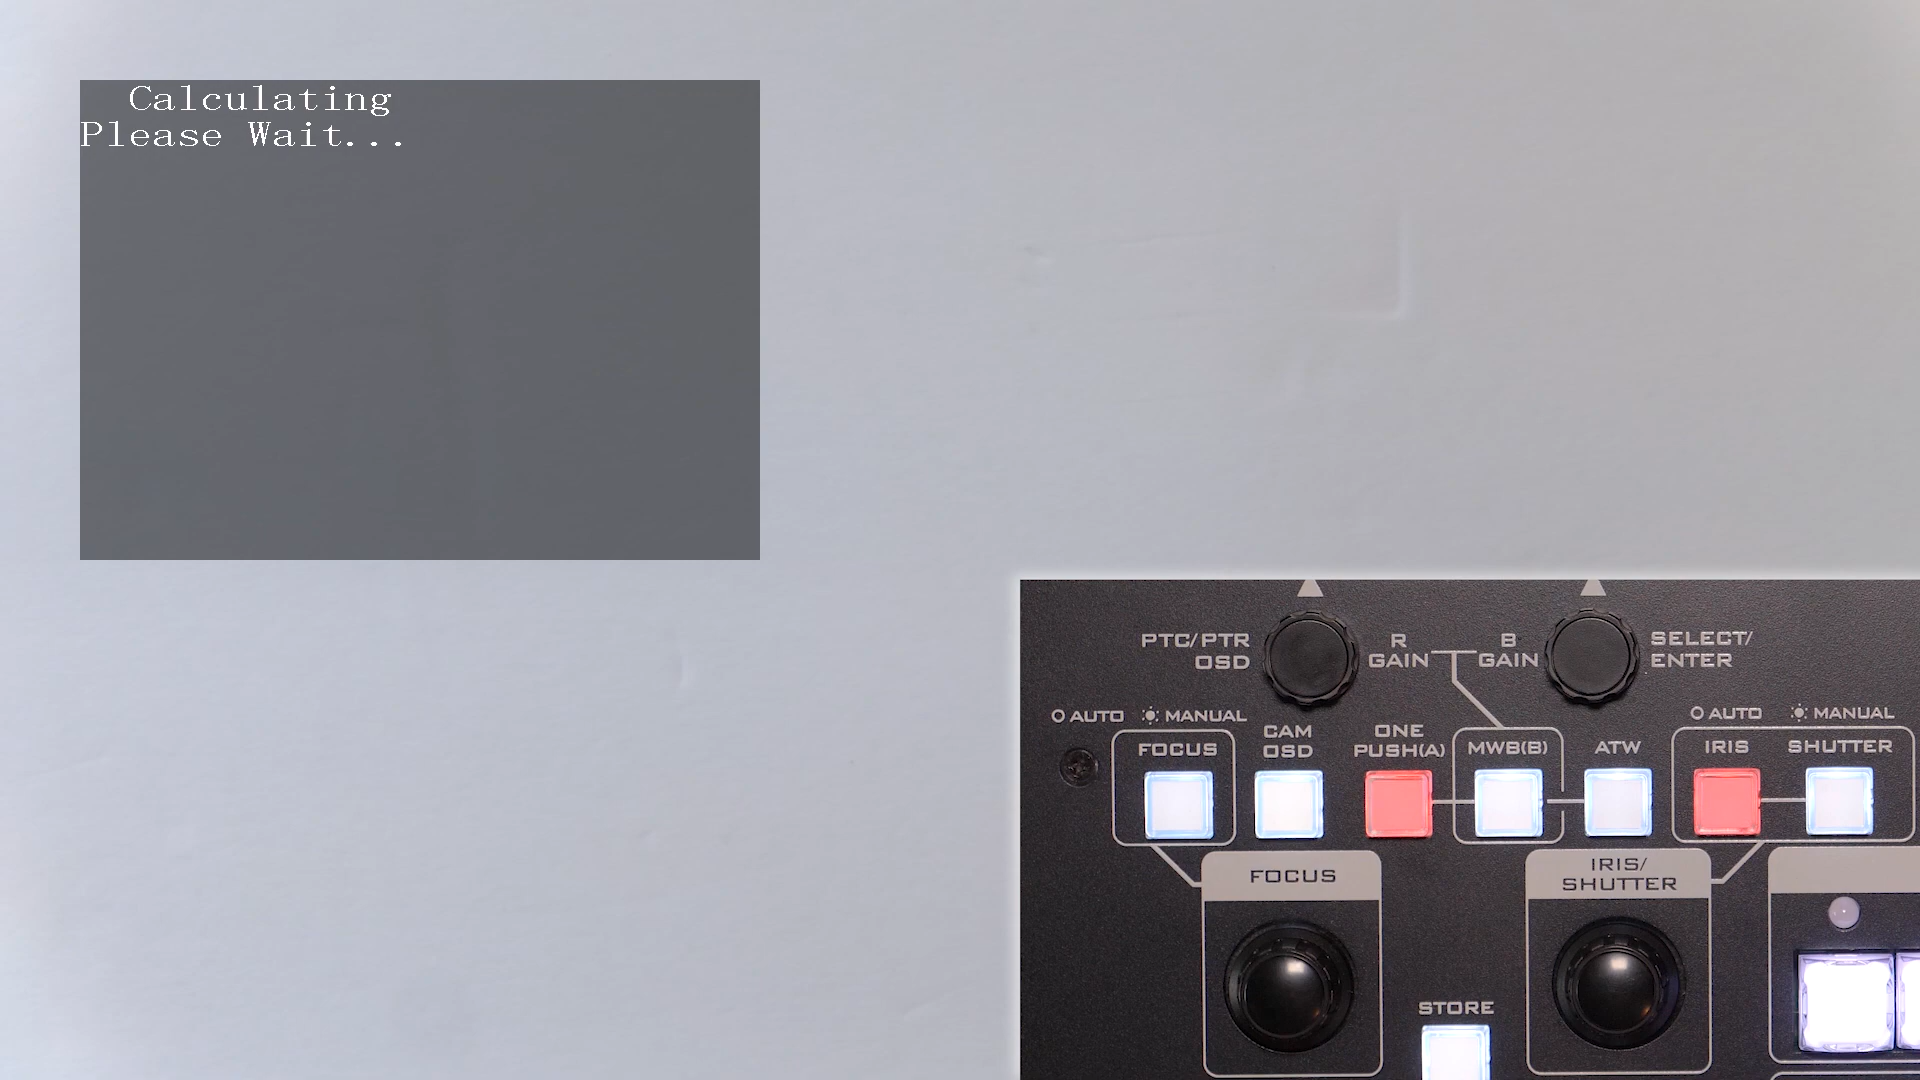 Calculating
Please Wait...
PTC/PTR
OSD
R
GAIN
B
GAIN
SELECT/
ENTER
AUTO MANUAL
FOCUS
CAM
OSD
ONE
PUSH(A)
MWB(B)
ATW
AUTO MANUAL
IRIS
SHUTTER
FOCUS
IRIS/
SHUTTER
STORE